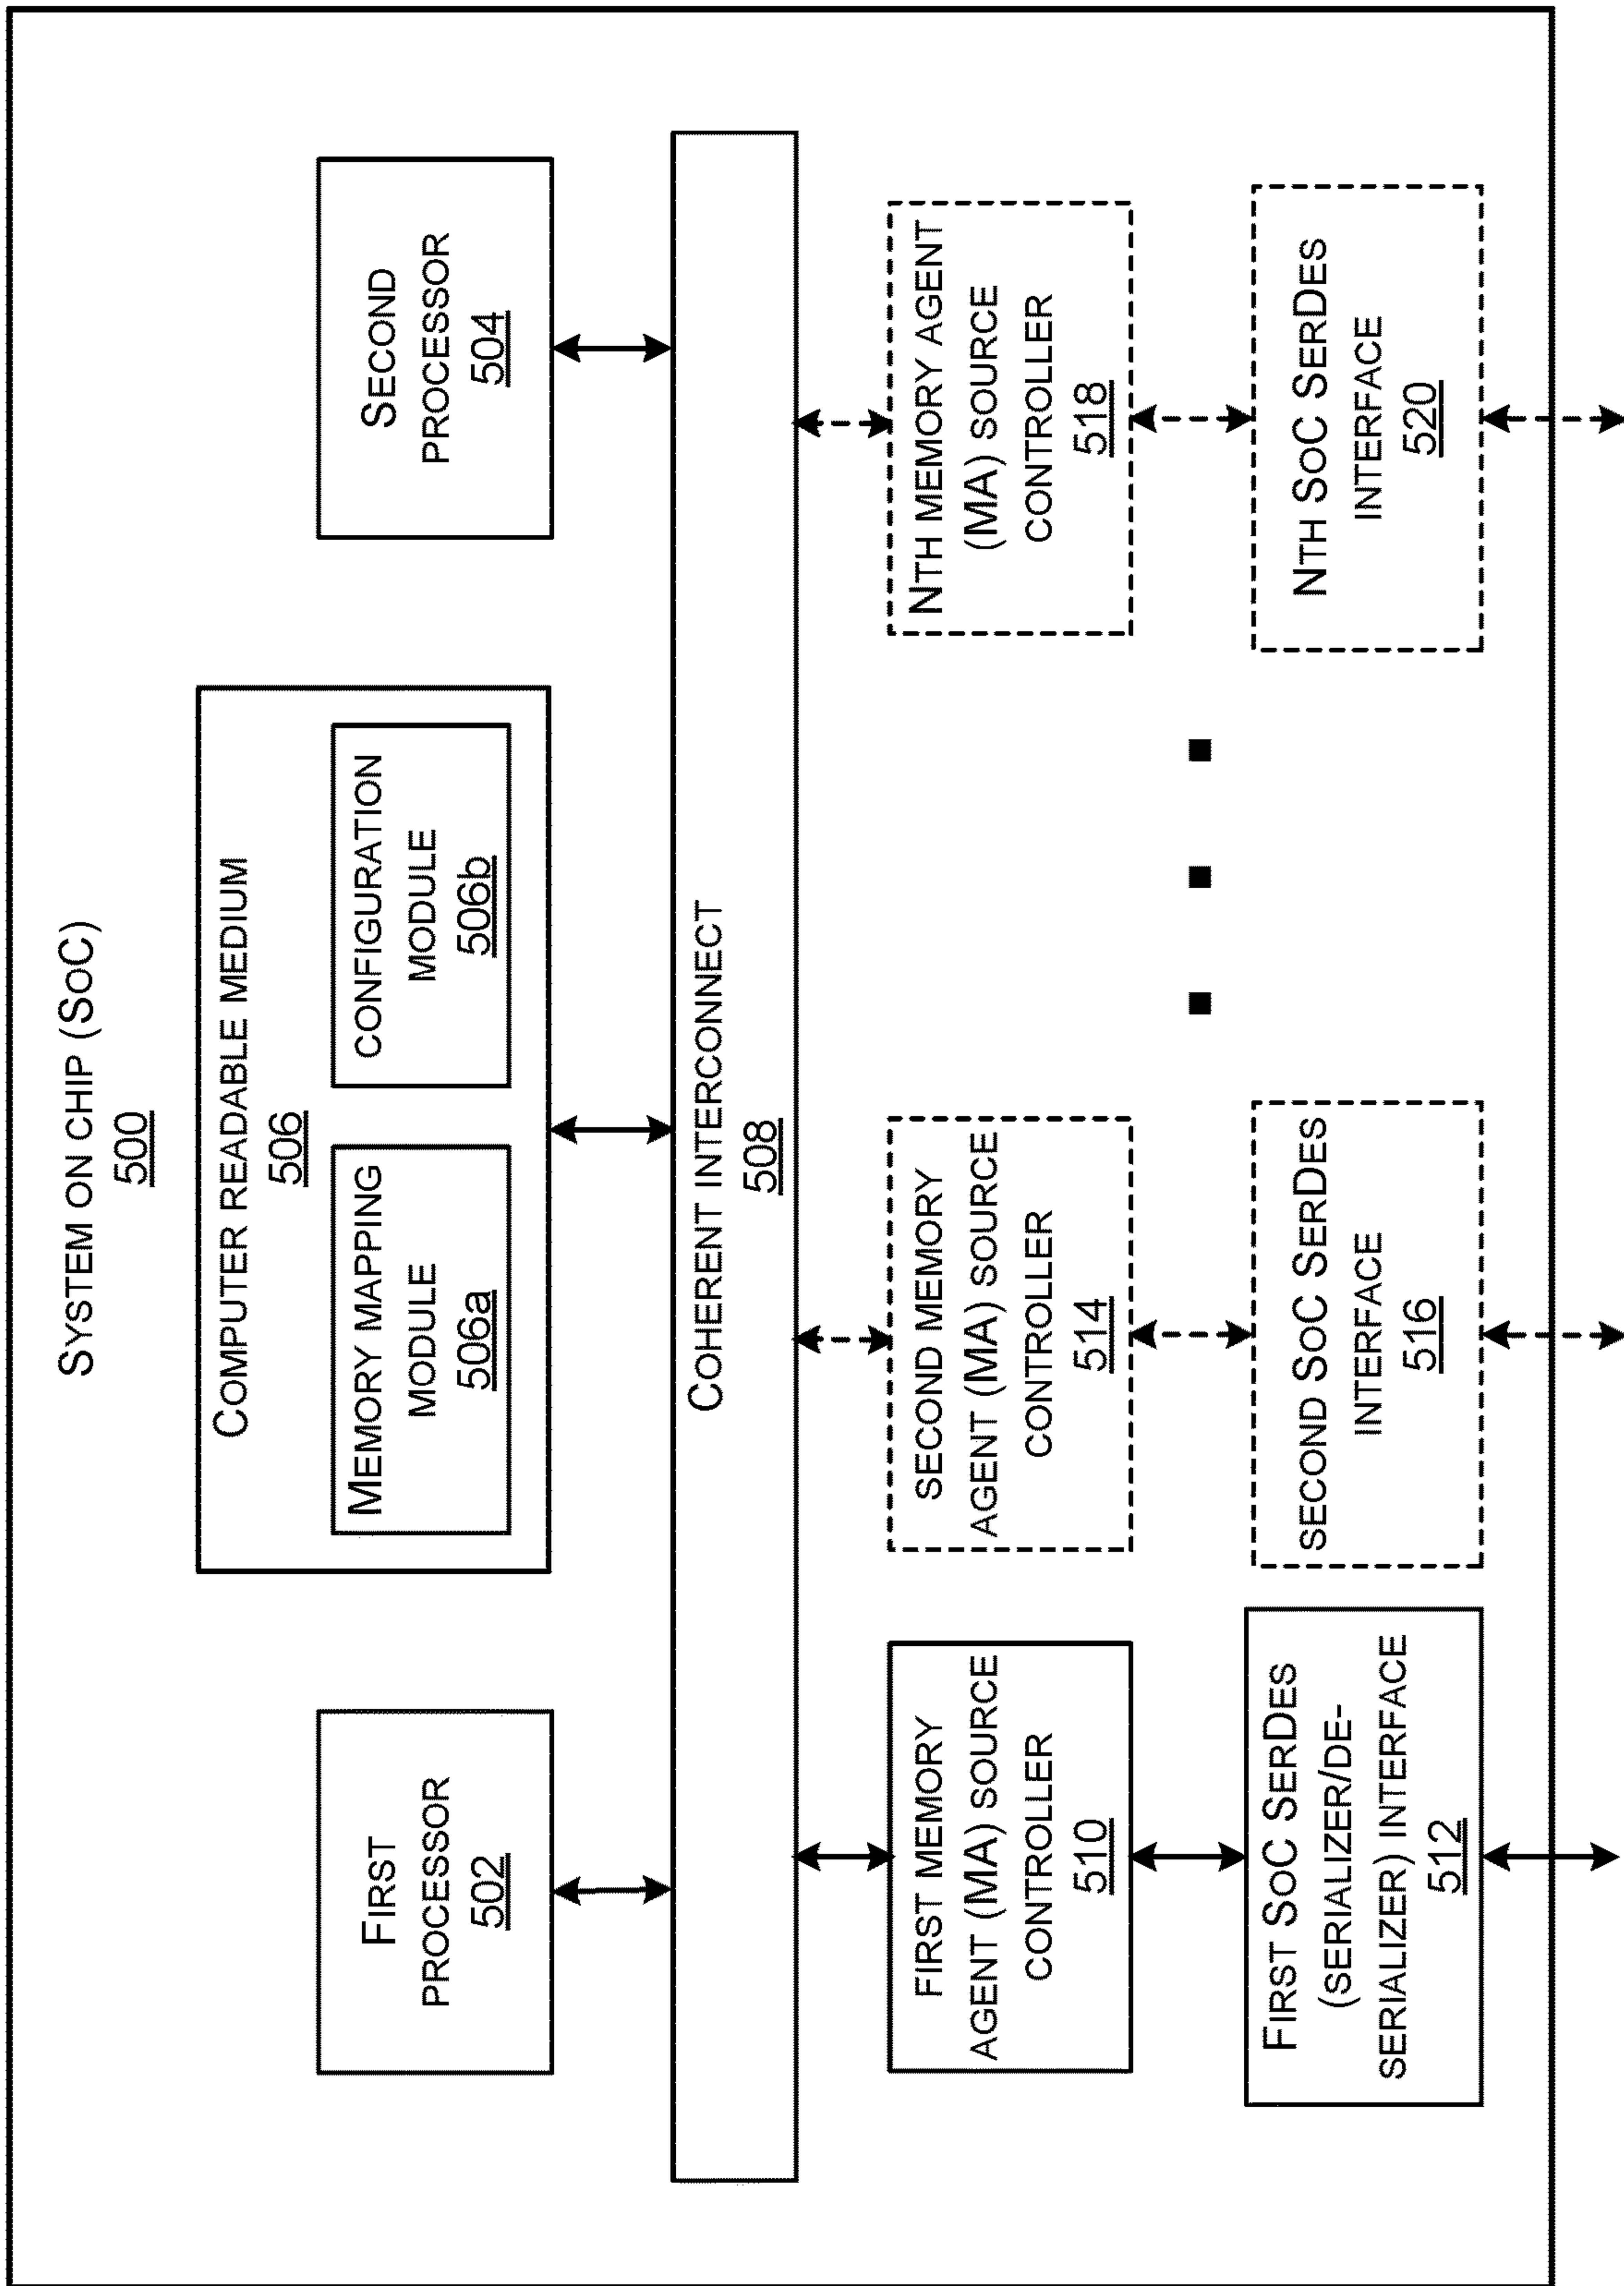 SYSTEM ON CHIP (SOC)
500
COMPUTER READABLE MEDIUM
506
FIRST
PROCESSOR
502
MEMORY MAPPING
MODULE
506a
CONFIGURATION
MODULE
506b
SECOND
PROCESSOR
504
COHERENT INTERCONNECT
508
FIRST MEMORY
AGENT (MA) SOURCE
CONTROLLER
510
SECOND MEMORY
AGENT (MA) SOURCE
CONTROLLER
514
NTH MEMORY AGENT
(MA) SOURCE
CONTROLLER
518
FIRST SOC SERDES
(SERIALIZER/DE-
SERIALIZER) INTERFACE
512
SECOND SOC SERDES
INTERFACE
516
NTH SOC SERDES
INTERFACE
520